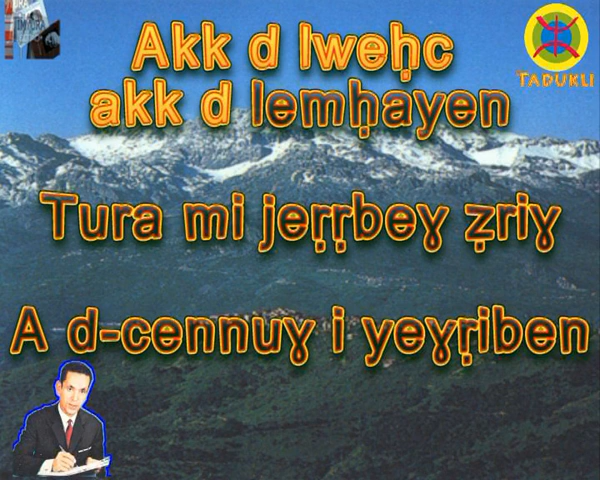 TADUKLI
Akk d lweḥc
akk d lemḥayen
Tura mi jeṛṛbeɣ ẓriɣ
A d-cennuɣ i yeɣṛiben